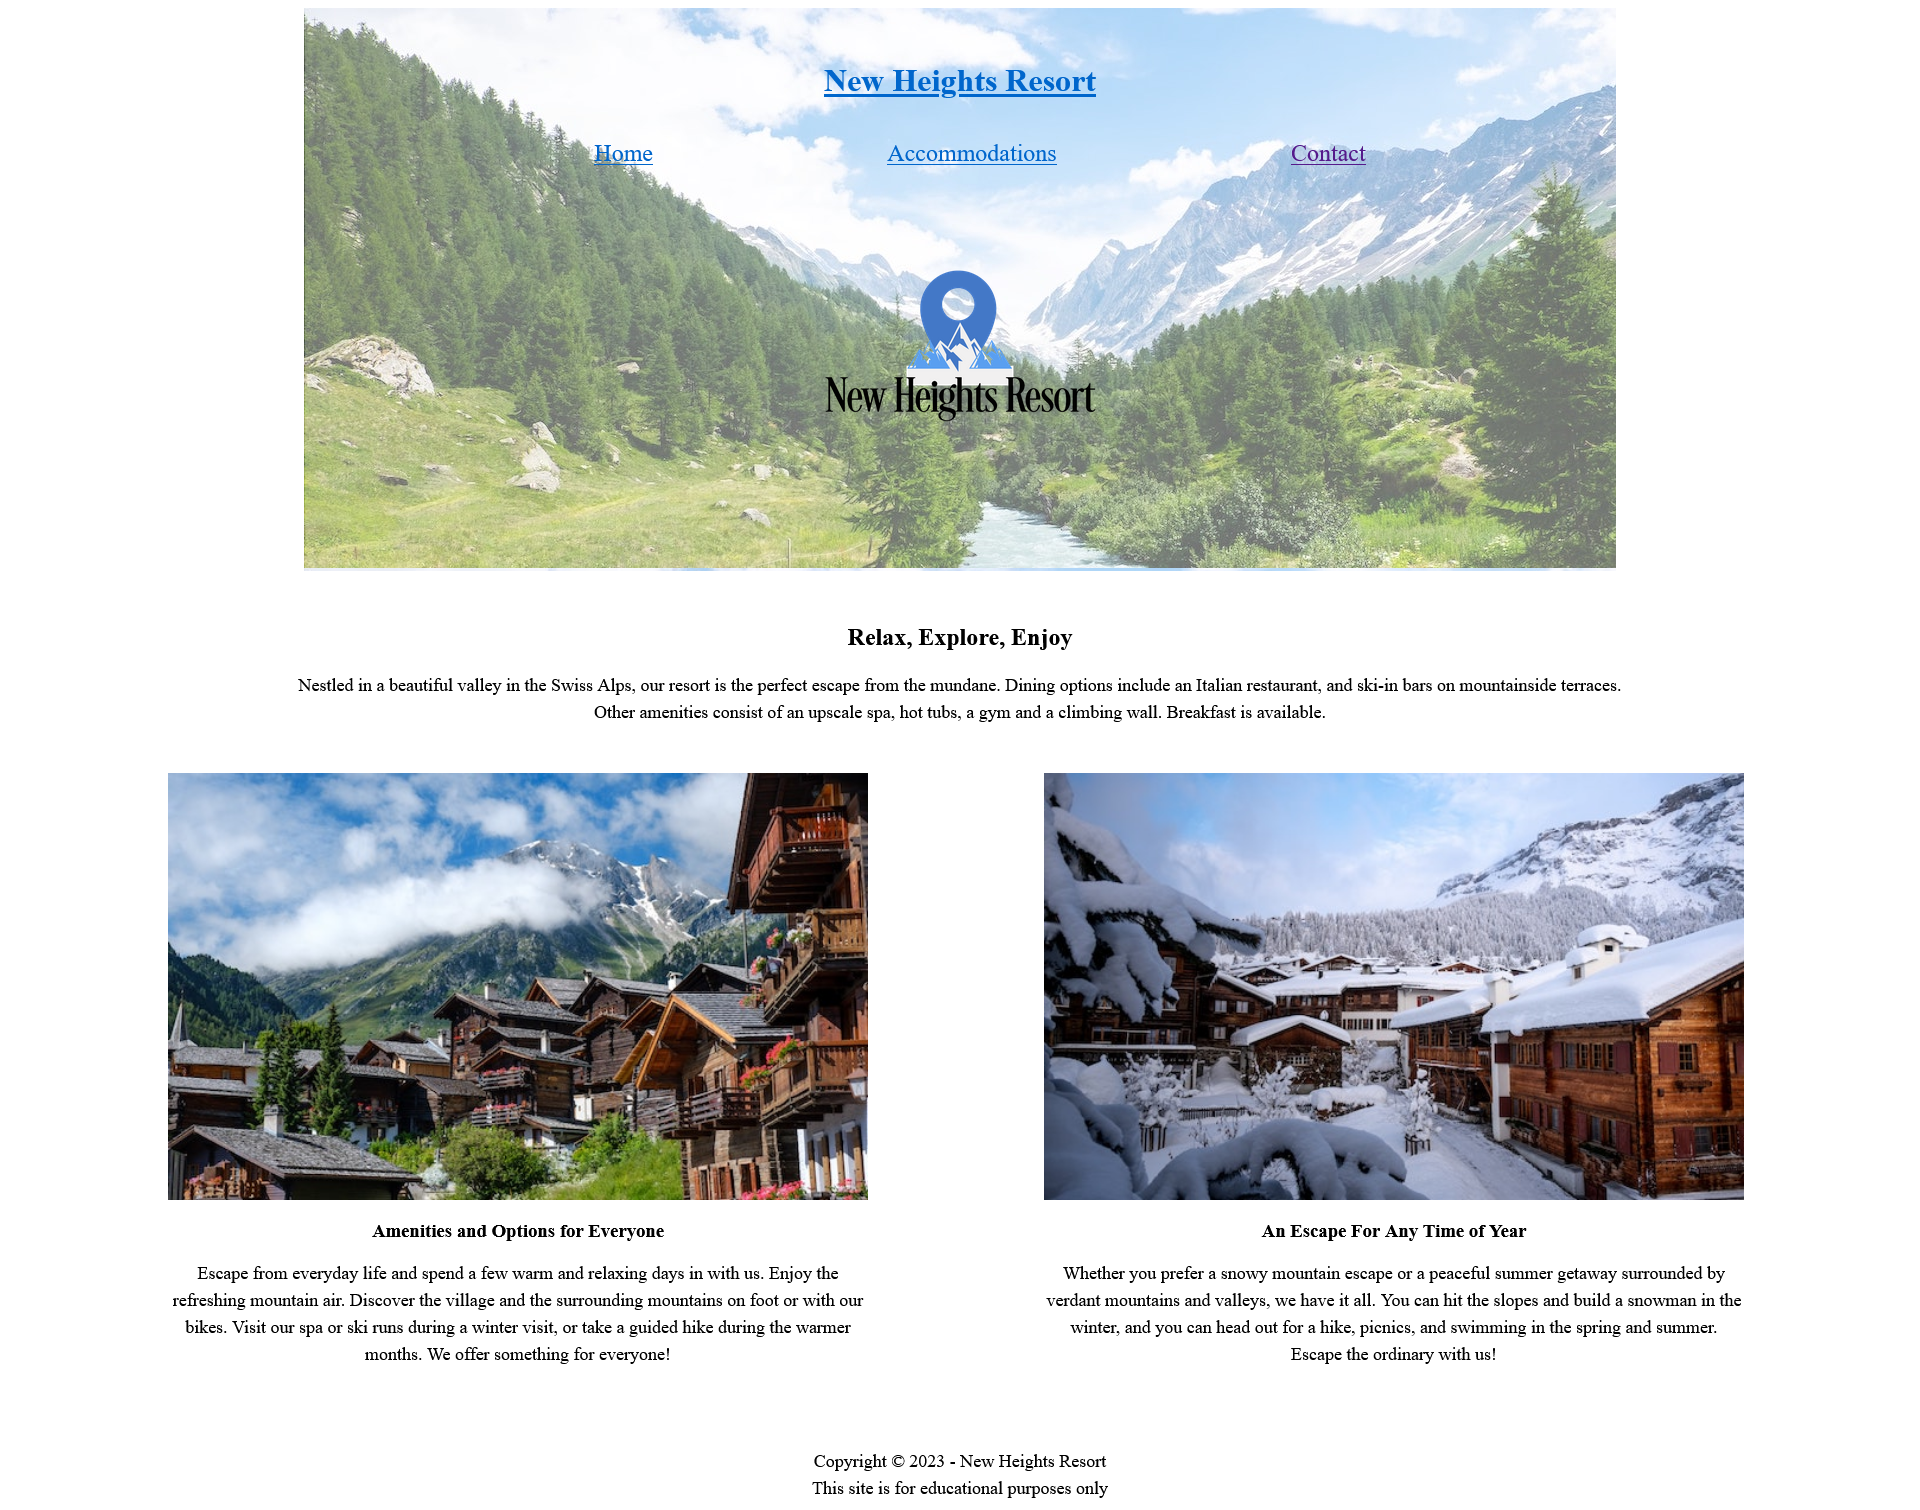 New Heights Resort
Home Accommodations Contact
New Heights Resort
Relax, Explore, Enjoy
Nestled in a beautiful valley in the Swiss Alps, our resort is the perfect escape from the mundane. Dining options include an Italian restaurant, and ski-in bars on mountainside terraces.
Other amenities consist of an upscale spa, hot tubs, a gym and a climbing wall. Breakfast is available.
Amenities and Options for Everyone
Escape from everyday life and spend a few warm and relaxing days in with us. Enjoy the
refreshing mountain air. Discover the village and the surrounding mountains on foot or with our
bikes. Visit our spa or ski runs during a winter visit, or take a guided hike during the warmer
months. We offer something for everyone!
An Escape For Any Time of Year
Whether you prefer a snowy mountain escape or a peaceful summer getaway surrounded by
verdant mountains and valleys, we have it all. You can hit the slopes and build a snowman in the
winter, and you can head out for a hike, picnics, and swimming in the spring and summer.
Escape the ordinary with us!
Copyright © 2023 - New Heights Resort
This site is for educational purposes only